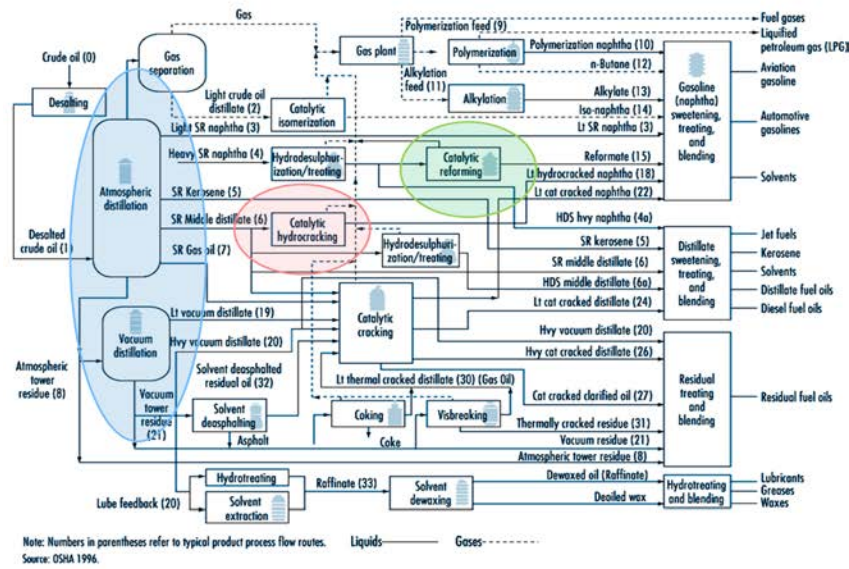 Gas
Fuel gases
Liquified
petroleum gas (LPG)
Crude oil (0)
Desalting
Gas
separation
Gas plant
Polymerization feed (9)
Polymerization
Polymerization naphtha (10)
n-Butane (12)
Alkylation
feed (11)
Alkylation
Alkylate (13)
Iso-naphtha (14)
Lt SR naphtha (3)
Gasoline
(naphtha)
sweetening,
treating,
and
blending
Aviation
gasoline
Automotive
gasolines
Solvents
Light crude oil
distillate (2)
Catalytic
isomerization
Light SR naphtha (3)
Heavy SR naphtha (4)
Hydrodesulphur-
ization/treating
Catalytic
reforming
Reformate (15)
Lt hydrocracked naphtha (18)
Lt cat cracked naphtha (22)
Atmospheric
distillation
SR Kerosene (5)
SR Middle distillate (6)
SR Gas oil (7)
Desalted
crude oil (1)
Catalytic
hydrocracking
Hydrodesulphuri-
zation/treating
HDS hvy naphtha (4a)
SR kerosene (5)
SR middle distillate (6)
HDS middle distillate (6a)
Lt cat cracked distillate (24)
Distillate
sweetening,
treating,
and
blending
Jet fuels
Kerosene
Solvents
Distillate fuel oils
Diesel fuel oils
Vacuum
distillation
Lt vacuum distillate (19)
Hvy vacuum distillate (20)
Catalytic
cracking
Hvy vacuum distillate (20)
Hvy cat cracked distillate (26)
Atmospheric
tower
residue (8)
Vacuum
tower
residue
(21)
Solvent deasphalted
residual oil (32)
Solvent
deasphalting
Asphalt
Lt thermal cracked distillate (30) (Gas Oil)
Coking
Coke
Visbreaking
Cat cracked clarified oil (27)
Thermally cracked residue (31)
Vacuum residue (21)
Atmospheric tower residue (8)
Residual
treating
and
blending
Residual fuel oils
Lube feedback (20)
Hydrotreating
Solvent
extraction
Raffinate (33)
Solvent
dewaxing
Dewaxed oil (Raffinate)
Deoiled wax
Hydrotreating
and blending
Lubricants
Greases
Waxes
Note: Numbers in parentheses refer to typical product process flow routes.
Liquids
Gases
Source: OSHA 1996.